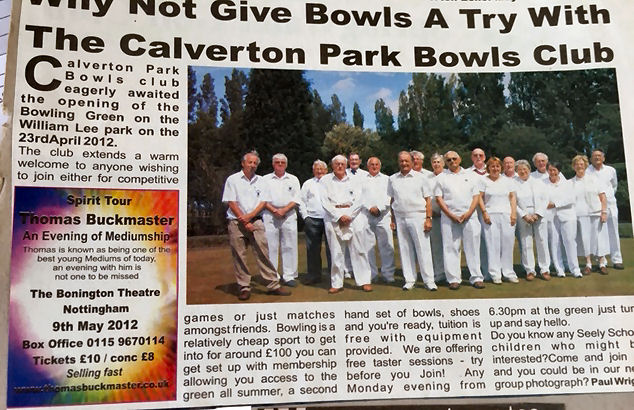 Why Not Give Bowls A Try With
The Calverton Park Bowls Club
Calverton Park
Bowls club
eagerly awaited
the opening of the
Bowling Green on the
William Lee park on the
23rdApril 2012.
The club extends a warm
welcome to anyone wishing
to join either for competitive
games or just matches
amongst friends. Bowling is a
relatively cheap sport to get
into for around £100 you can
get set up with membership
allowing you access to the
green all summer, a second
hand set of bowls, shoes
and you're ready, tuition is
free with equipment
provided. We are offering
free taster sessions - try
before you Join! Any
Monday evening from
6.30pm at the green just turn
up and say hello.
Do you know any Seely School
children who might b
interested?Come and join
and you could be in our ne
group photograph? Paul Wrig
Spirit Tour
Thomas Buckmaster
An Evening of Mediumship
Thomas is known as being one of the
best young Mediums of today,
an evening with him is
not one to be missed
The Bonington Theatre
Nottingham
9th May 2012
Box Office 0115 9670114
Tickets £10 / conc £8
Selling fast
www.thomasbuckmaster.co.uk